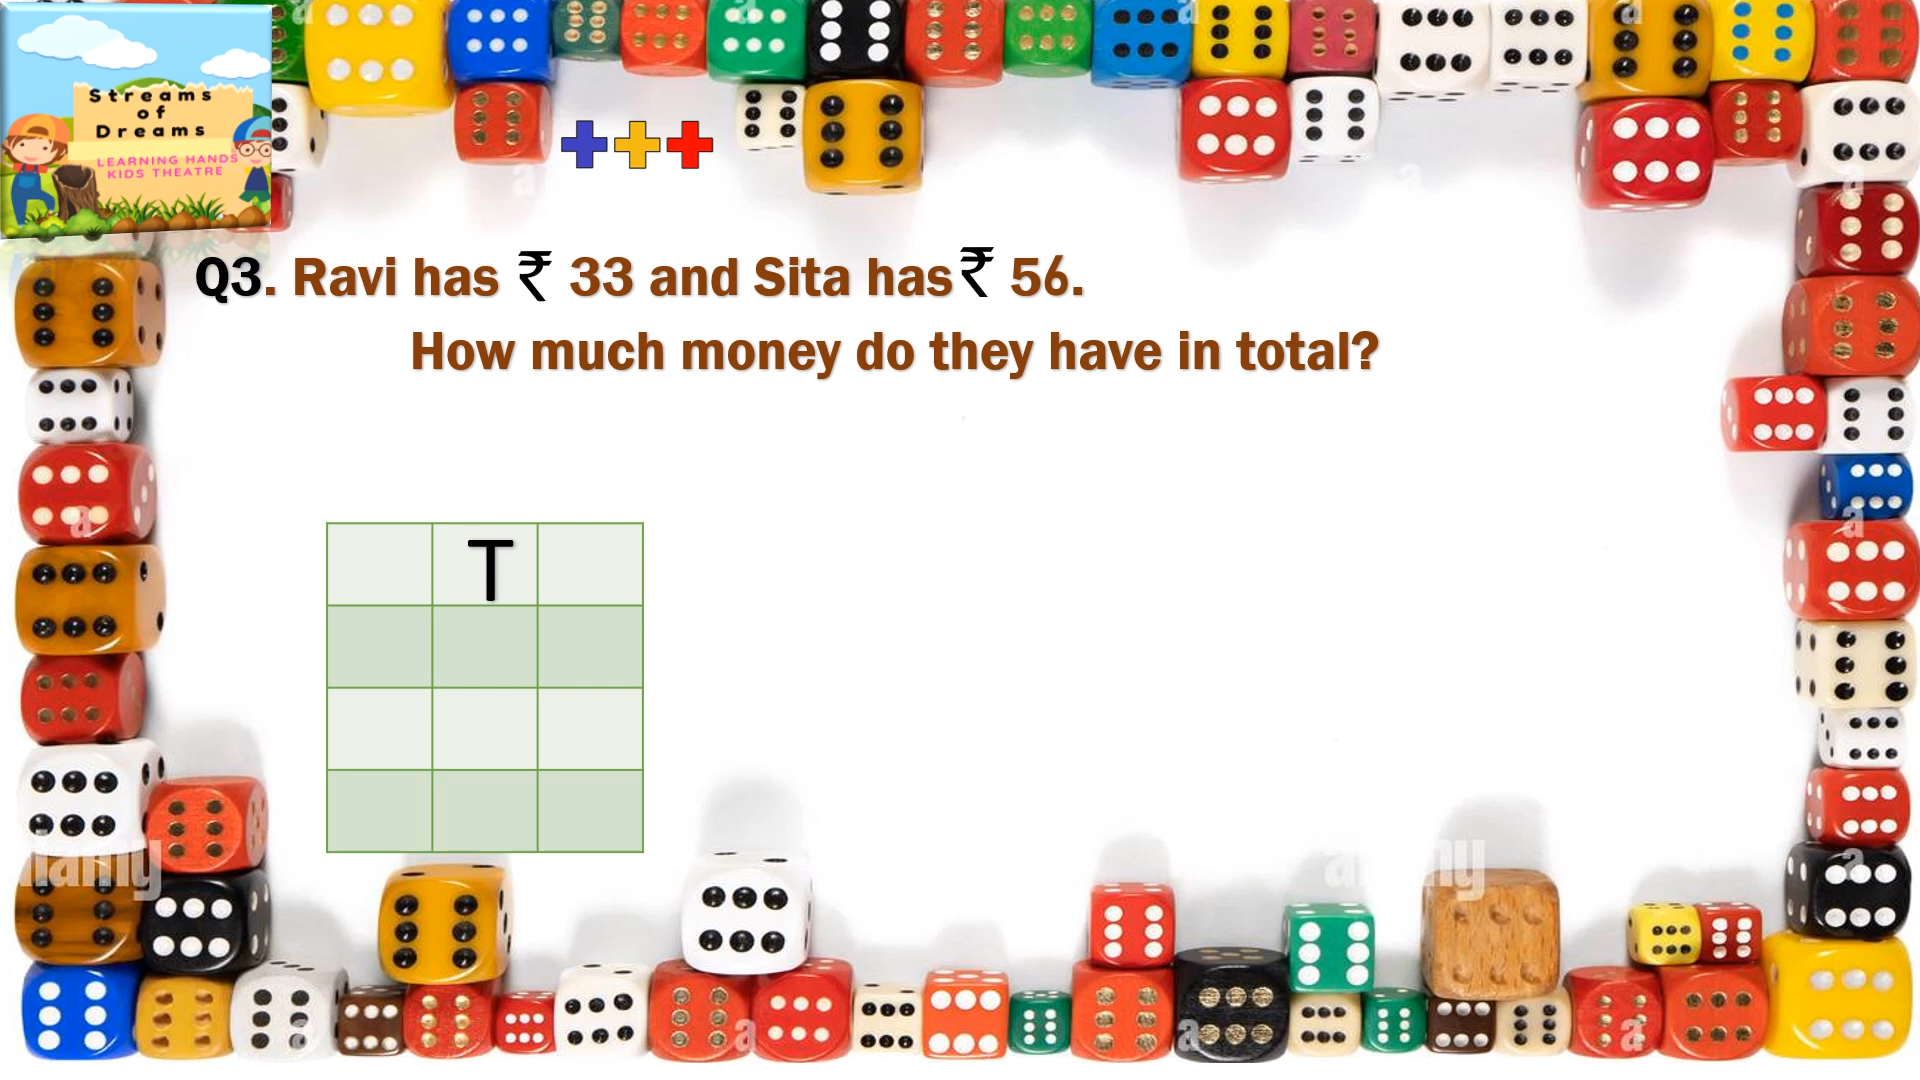 Streams
of
Dreams
LEARNING HANDS
KIDS THEATRE
Q3. Ravi has ₹ 33 and Sita has ₹ 56.
How much money do they have in total?
T
a
alamy